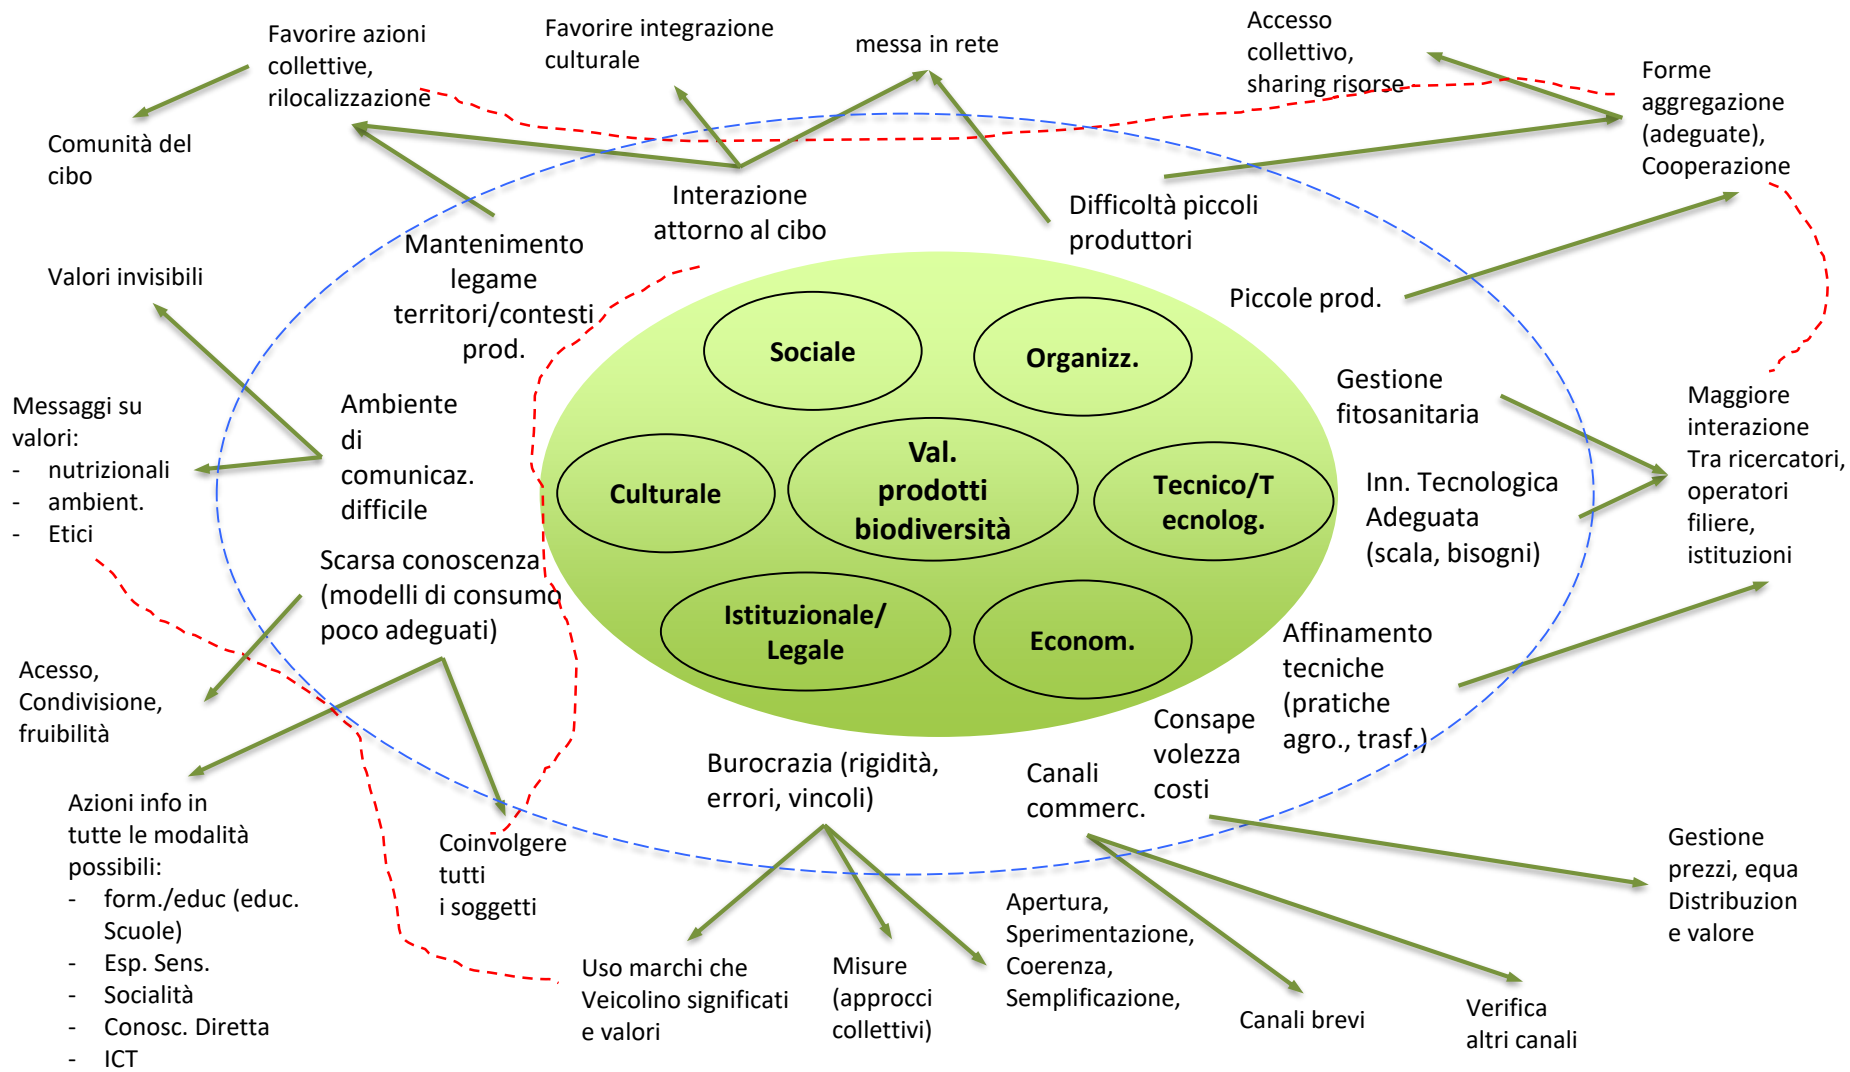 Favorire azioni
collettive,
rilocalizzazione
Favorire integrazione
culturale
messa in rete
Accesso
collettivo,
sharing risorse
Forme
aggregazione
(adeguate),
Cooperazione
Comunità del
cibo
Interazione
attorno al cibo
Difficoltà piccoli
produttori
Mantenimento
legame
territori/contesti
prod.
Valori invisibili
Piccole prod.
Sociale
Organizz.
Gestione
fitosanitaria
Maggiore
interazione
Tra ricercatori,
operatori
filiere,
istituzioni
Messaggi su
valori:
- nutrizionali
- ambient.
- Etici
Ambiente
di
comunicaz.
difficile
Culturale
Val.
prodotti
biodiversità
Tecnico/T
ecnolog.
Inn. Tecnologica
Adeguata
(scala, bisogni)
Scarsa conoscenza
(modelli di consumo
poco adeguati)
Istituzionale/
Legale
Econom.
Affinamento
tecniche
(pratiche
agro., trasf.)
Acesso,
Condivisione,
fruibilità
Consape
volezza
costi
Burocrazia (rigidità,
errori, vincoli)
Canali
commerc.
Azioni info in
tutte le modalità
possibili:
- form./educ (educ.
Scuole)
- Esp. Sens.
- Socialità
- Conosc. Diretta
- ICT
Coinvolgere
tutti
i soggetti
Gestione
prezzi, equa
Distribuzion
e valore
Uso marchi che
Veicolino significati
e valori
Misure
(approcci
collettivi)
Apertura,
Sperimentazione,
Coerenza,
Semplificazione,
Canali brevi
Verifica
altri canali